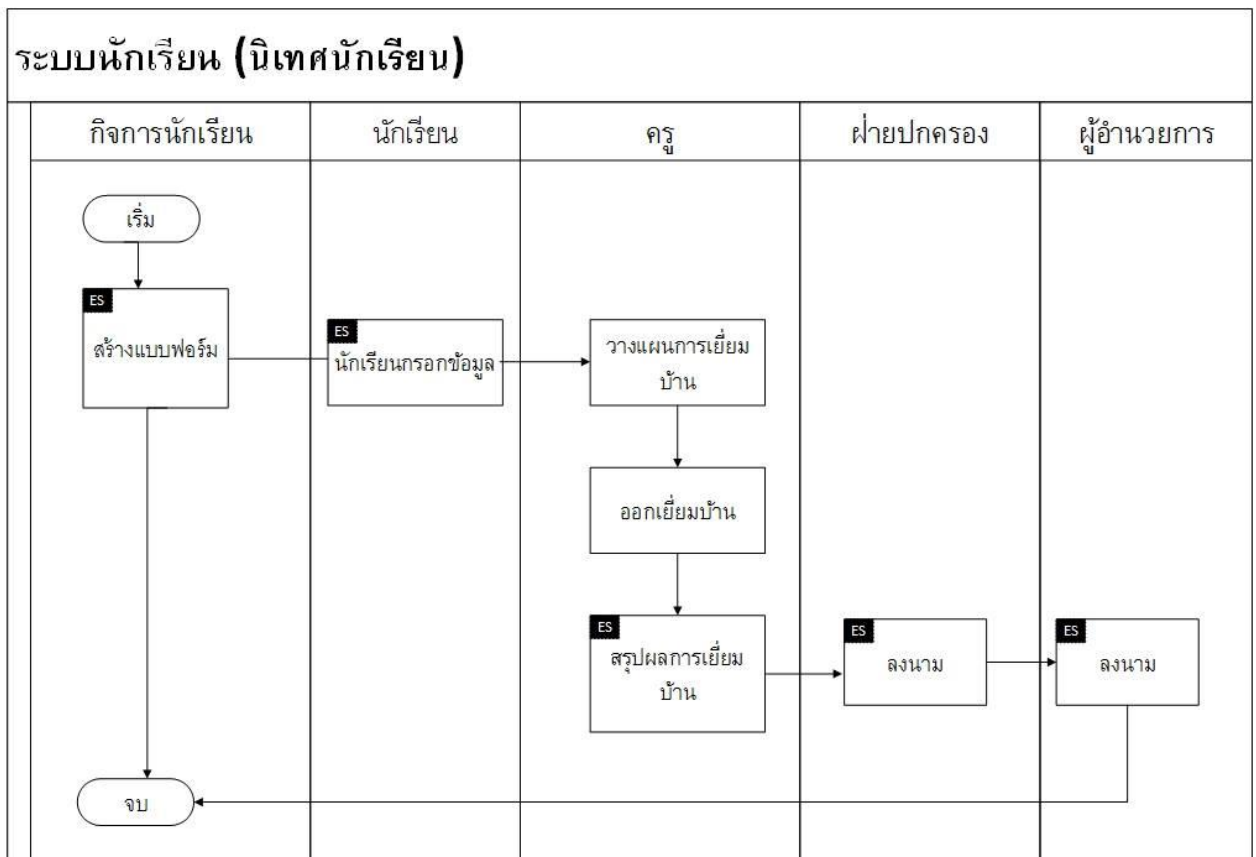 ระบบนักเรียน (นิเทศนักเรียน)
กิจการนักเรียน
นักเรียน
ครู
ฝ่ายปกครอง
ผู้อำนวยการ
เริ่ม
ES
สร้างแบบฟอร์ม
ES
นักเรียนกรอกข้อมูล
วางแผนการเยี่ยม
บ้าน
ออกเยี่ยมบ้าน
ES
สรุปผลการเยี่ยม
บ้าน
ES
ลงนาม
ES
ลงนาม
จบ